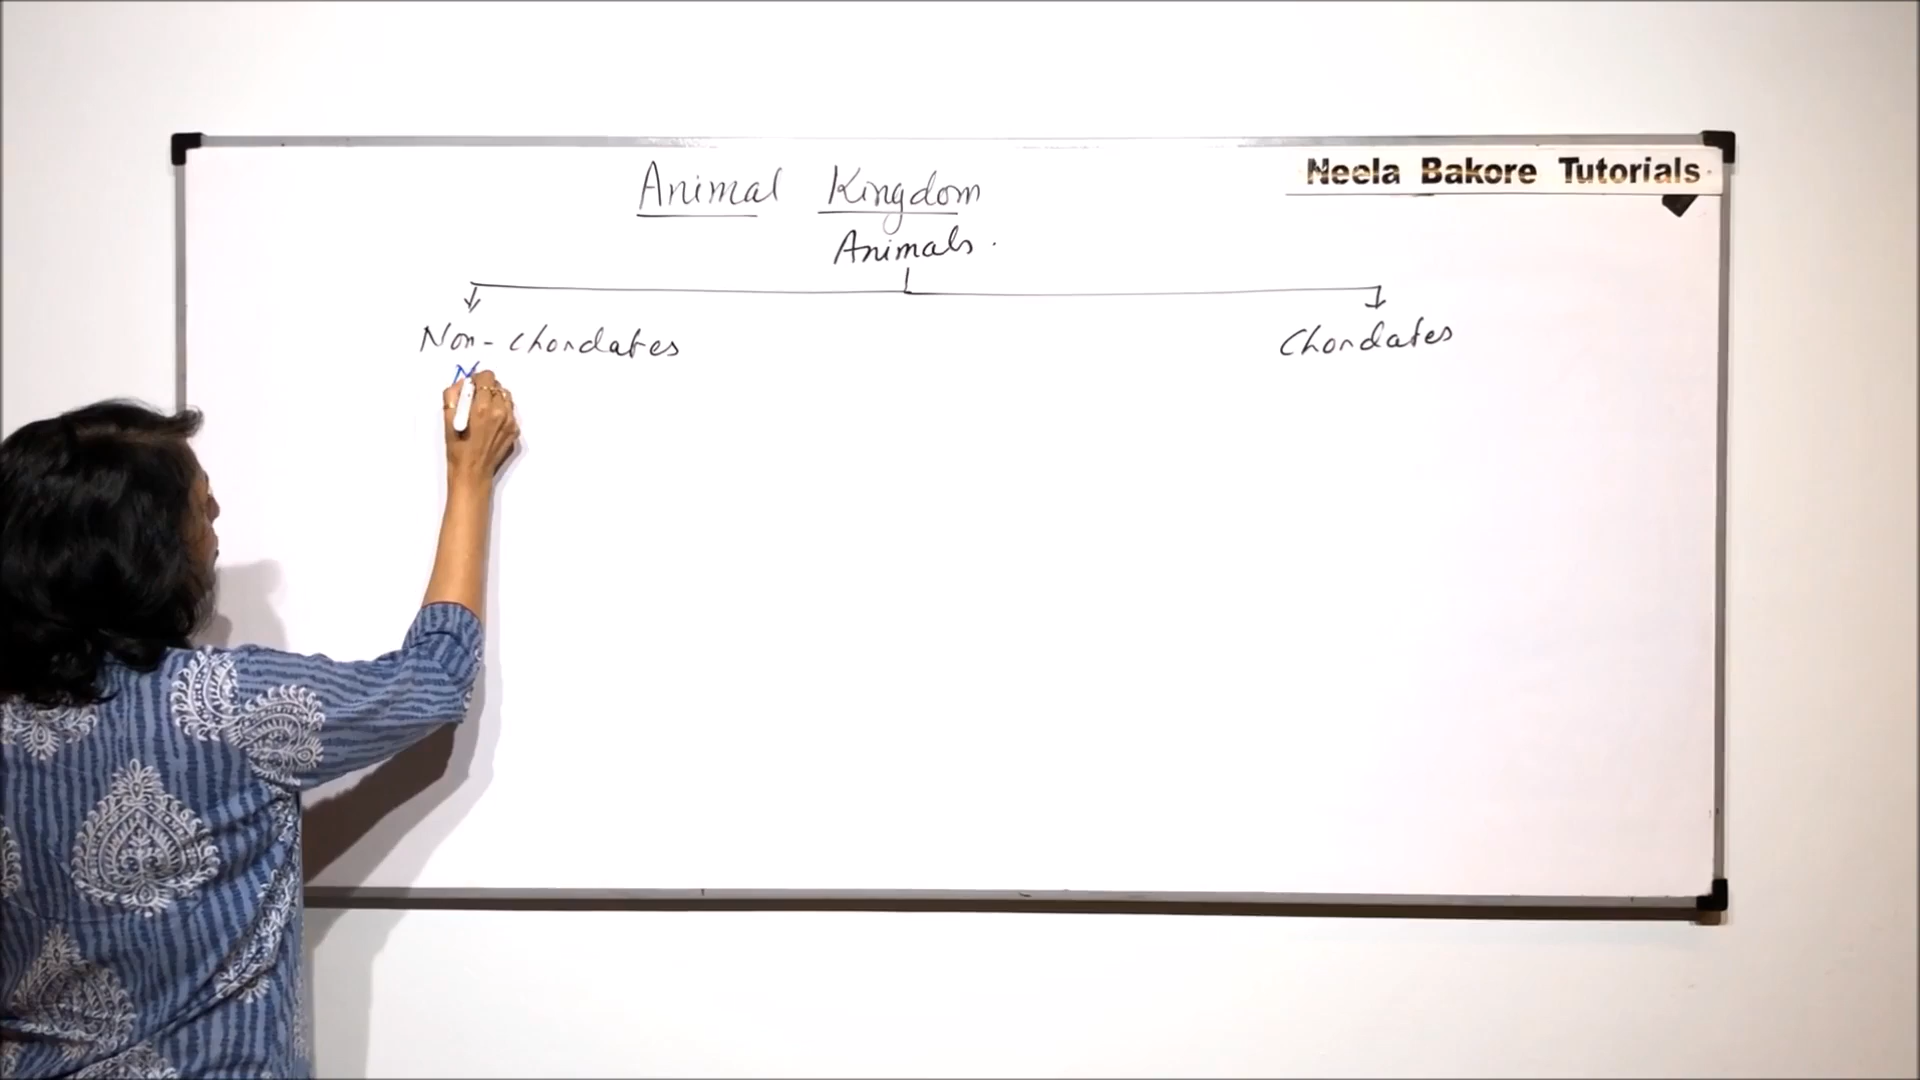 Neela Bakore Tutorials
Animal Kingdom
Animals.
Non-chordates
Chordates
N